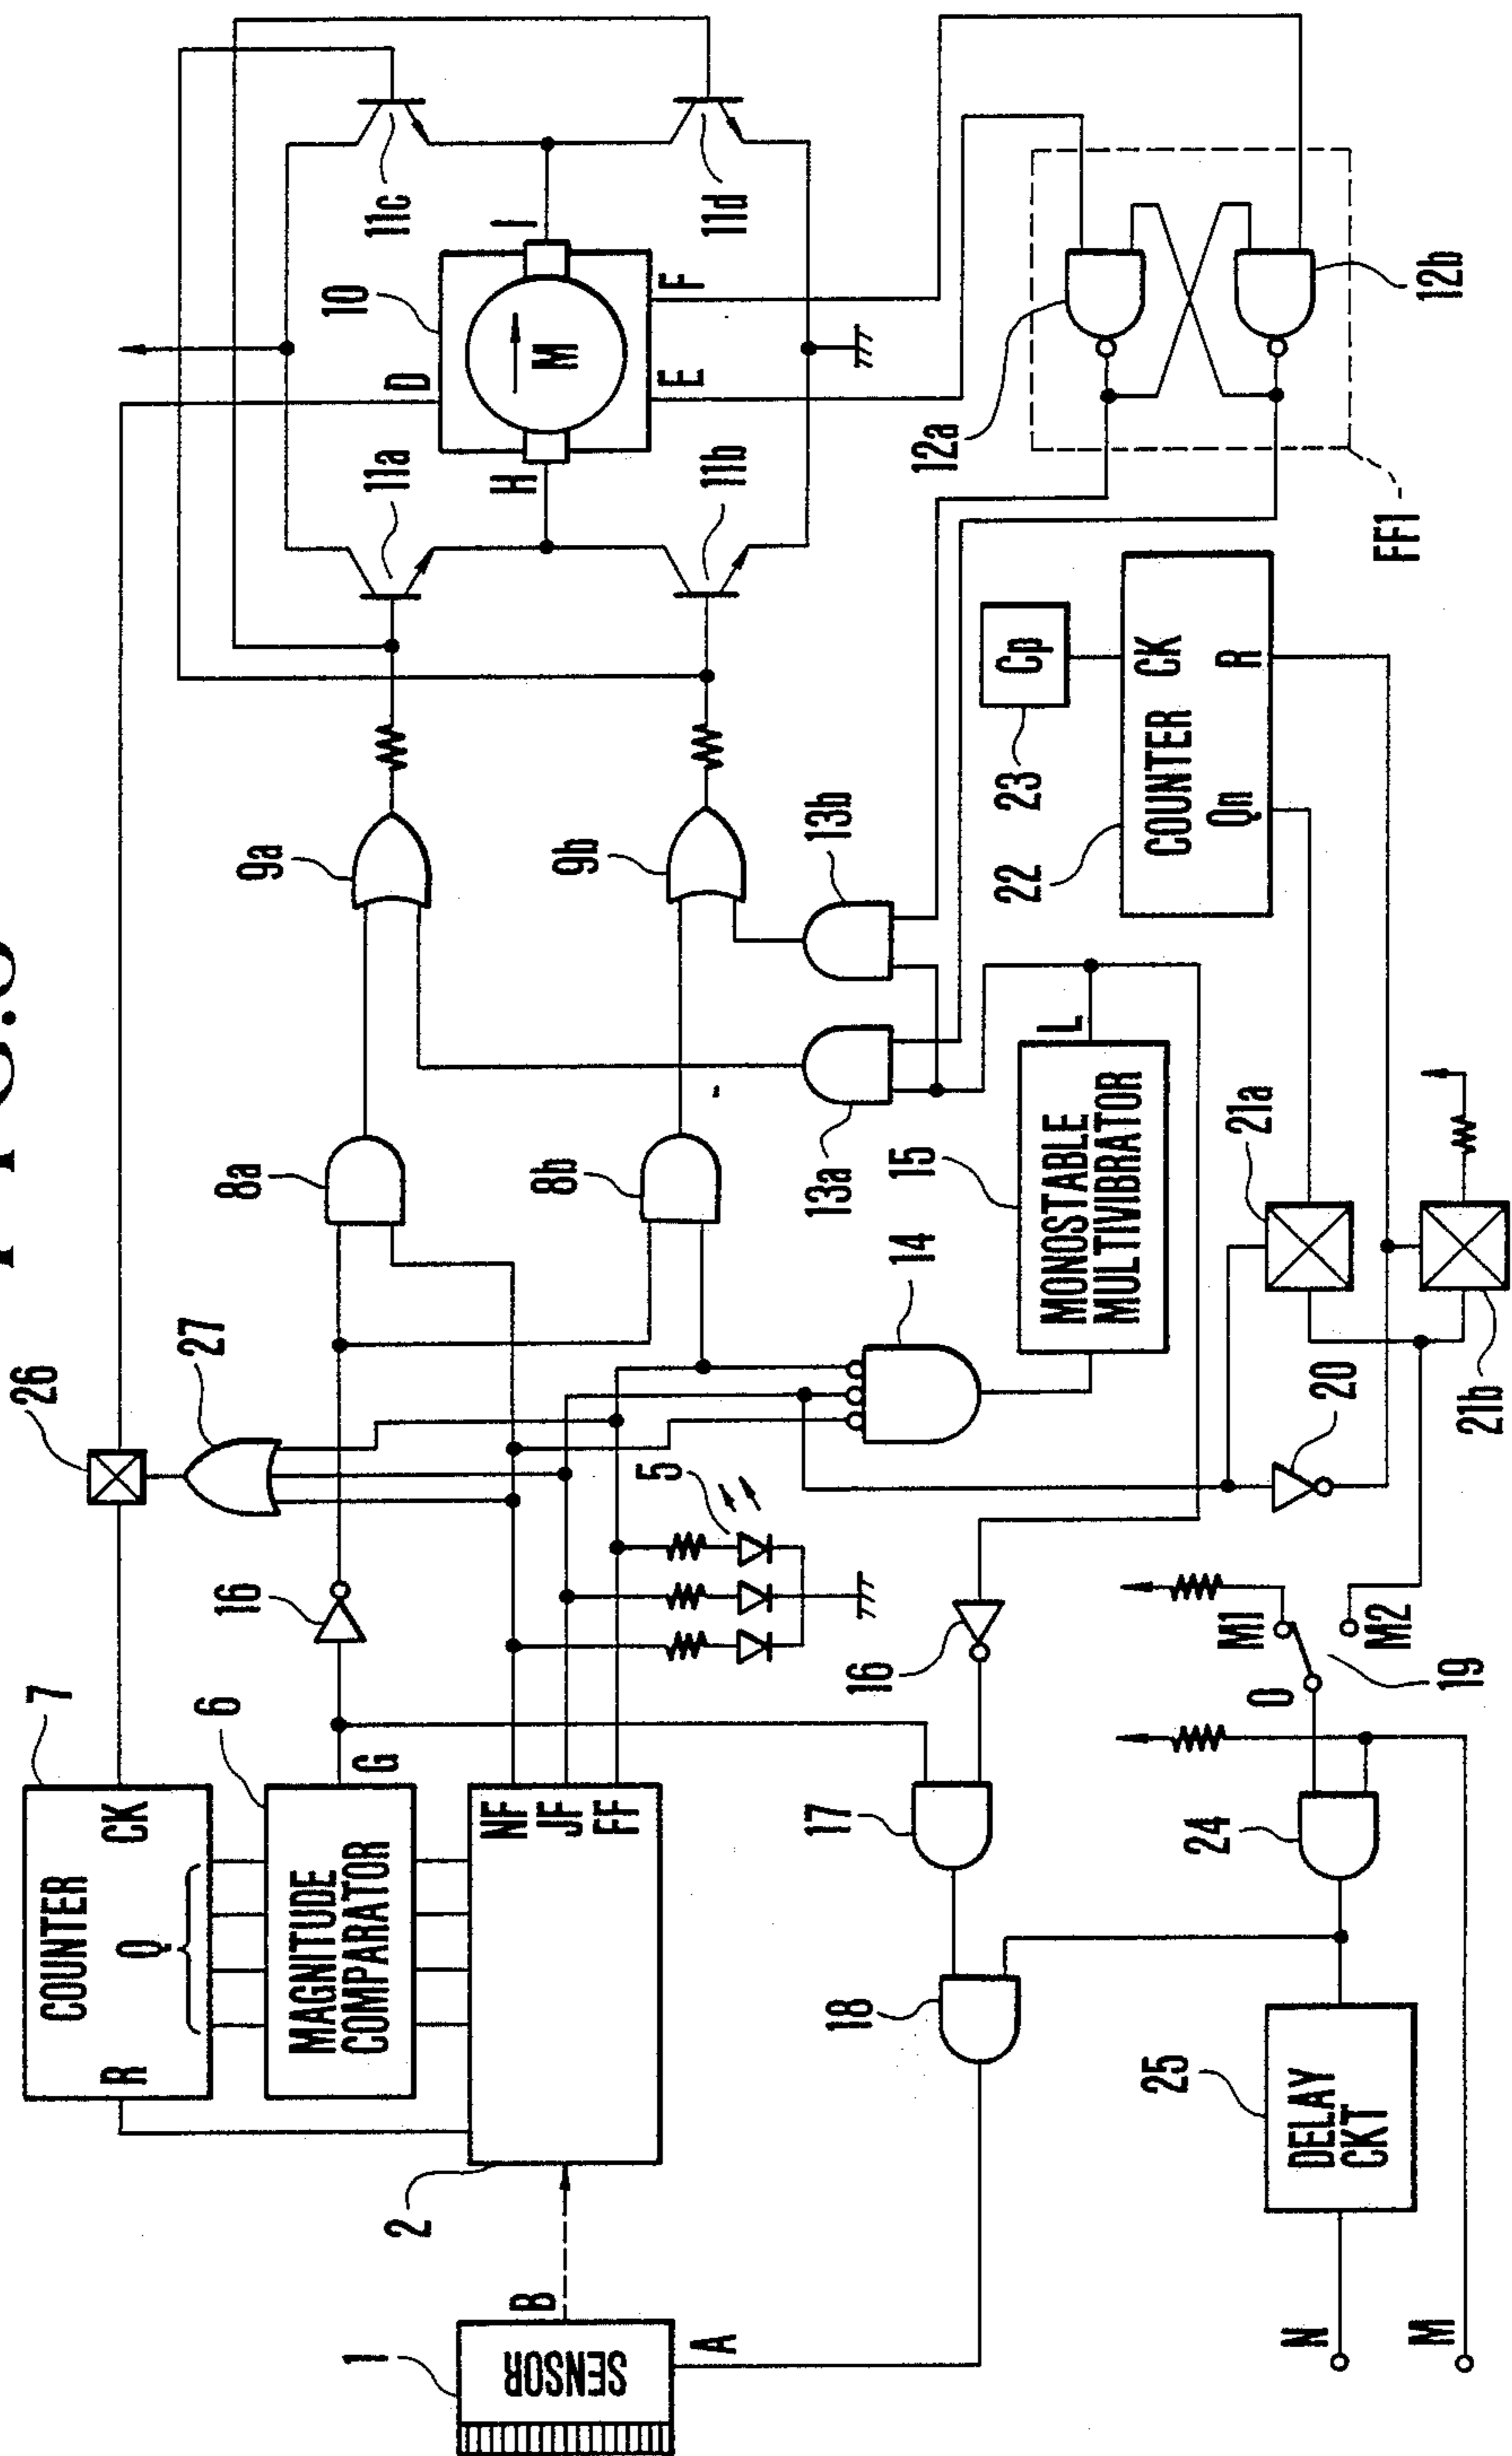 1
SENSOR
B
A
2
7
COUNTER
R
Q
CK
6
MAGNITUDE
COMPARATOR
G
NF
JF
FF
16
26
27
5
8a
8b
9a
9b
11a
11b
11c
11d
10
D
H
M
I
E
F
14
15
MONOSTABLE
MULTIVIBRATOR
L
13a
13b
12a
12b
FF1
16
17
18
23
Cp
22
COUNTER
CK
Qn
R
21a
21b
20
19
M1
M2
O
24
25
DELAY
CKT
N
M